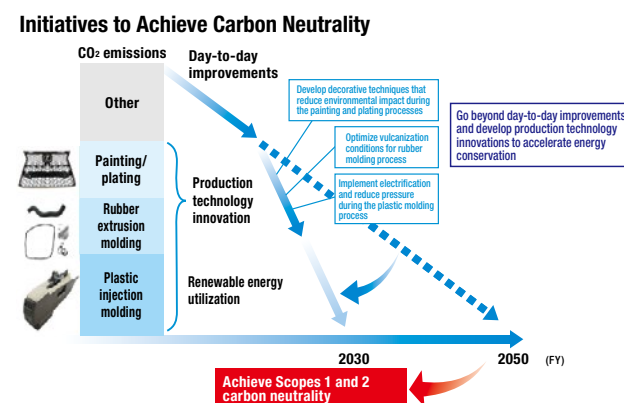 Initiatives to Achieve Carbon Neutrality
CO2 emissions
Day-to-day
improvements
Other
Painting/
plating
Rubber
extrusion
molding
Plastic
injection
molding
Production
technology
innovation
Renewable energy
utilization
Develop decorative techniques that
reduce environmental impact during
the painting and plating processes
Optimize vulcanization
conditions for rubber
molding process
Implement electrification
and reduce pressure
during the plastic molding
process
Go beyond day-to-day improvements
and develop production technology
innovations to accelerate energy
conservation
2030
2050
(FY)
Achieve Scopes 1 and 2
carbon neutrality